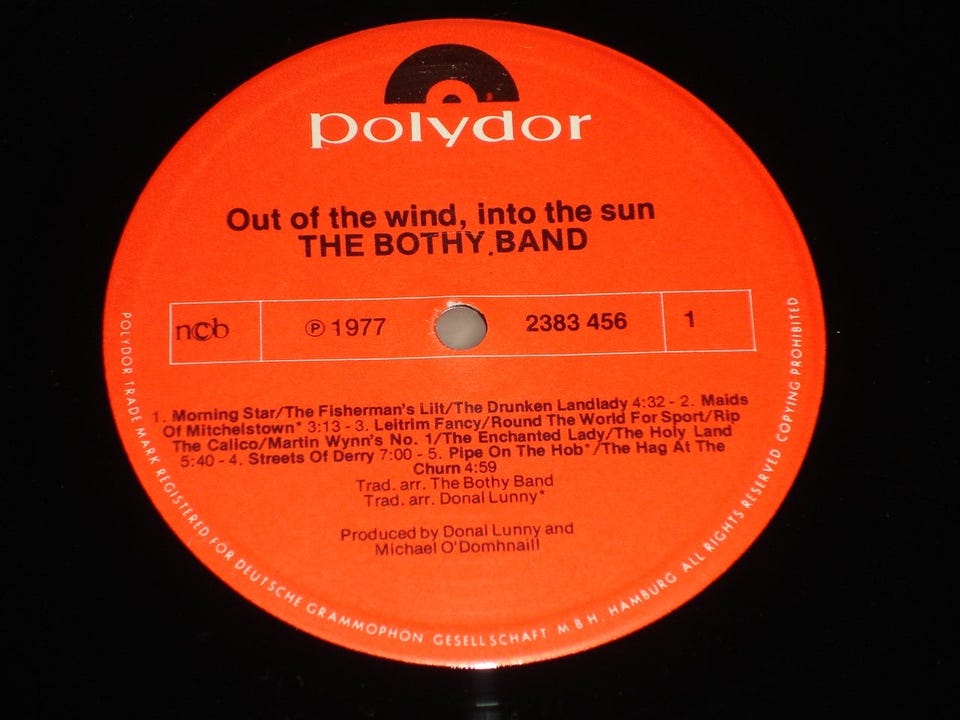 polydor
Out of the wind, into the sun
THE BOTHY.BAND
ncb
℗ 1977
2383 456
1
1. Morning Star/The Fisherman's Lilt/The Drunken Landlady 4:32 - 2. Maids
Of Mitchelstown* 3:13 - 3. Leitrim Fancy/Round The World For Sport/Rip
The Calico/Martin Wynn's No. 1/The Enchanted Lady/The Holy Land
5:40 - 4. Streets Of Derry 7:00 - 5. Pipe On The Hob*/The Hag At The
Churn 4:59
Trad. arr. The Bothy Band
Trad. arr. Donal Lunny*
Produced by Donal Lunny and
Michael O'Domhnaill
POLYDOR TRADE MARK REGISTERED FOR DEUTSCHE GRAMMOPHON GESELLSCHAFT M.B.H. HAMBURG ALL RIGHTS RESERVED COPYING PROHIBITED